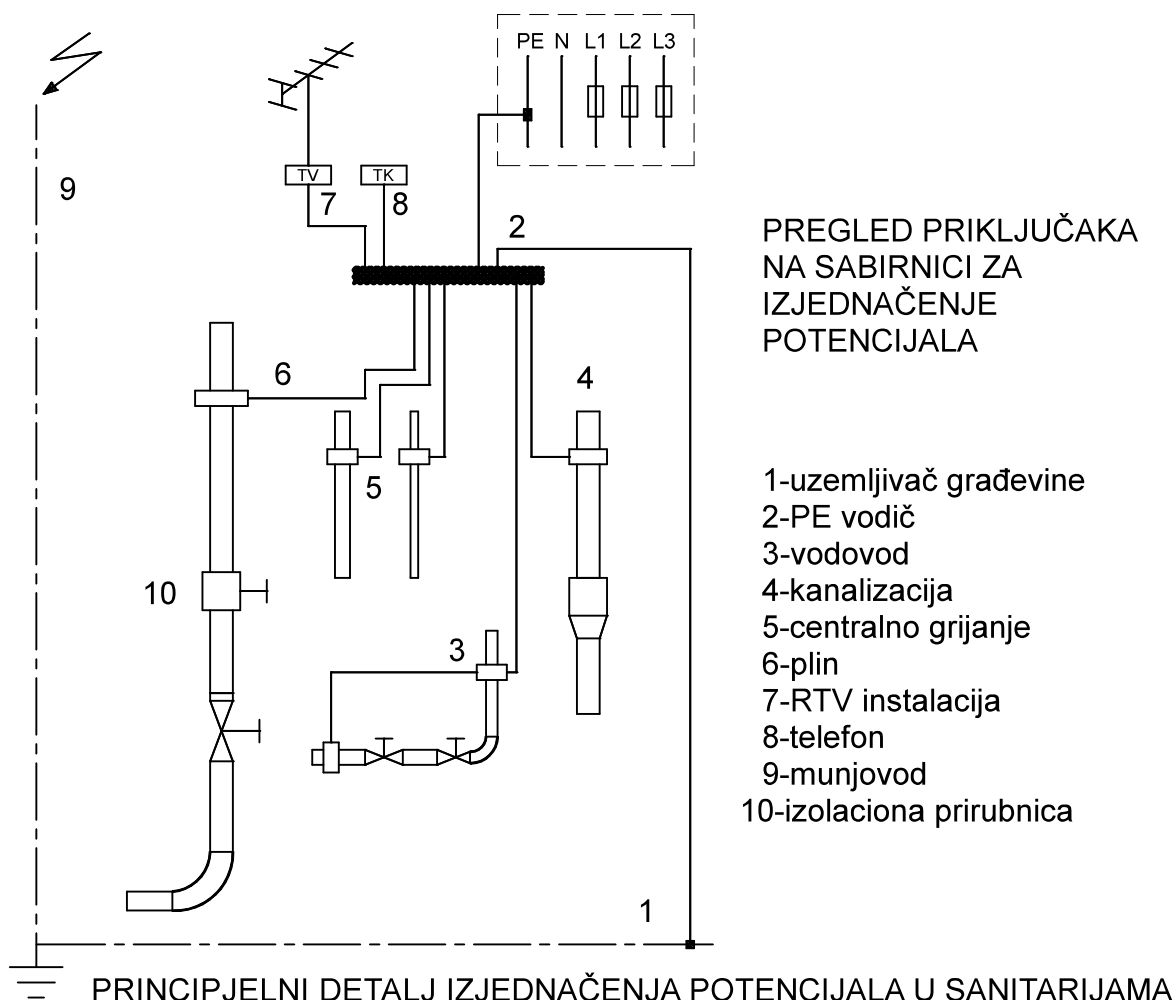 PE N L1 L2 L3
9
TV
TK
7
8
2
PREGLED PRIKLJUČAKA
NA SABIRNICI ZA
IZJEDNAČENJE
POTENCIJALA
6
4
5
10
3
1-uzemljivač građevine
2-PE vodič
3-vodovod
4-kanalizacija
5-centralno grijanje
6-plin
7-RTV instalacija
8-telefon
9-munjovod
10-izolaciona prirubnica
1
PRINCIPJELNI DETALJ IZJEDNAČENJA POTENCIJALA U SANITARIJAMA